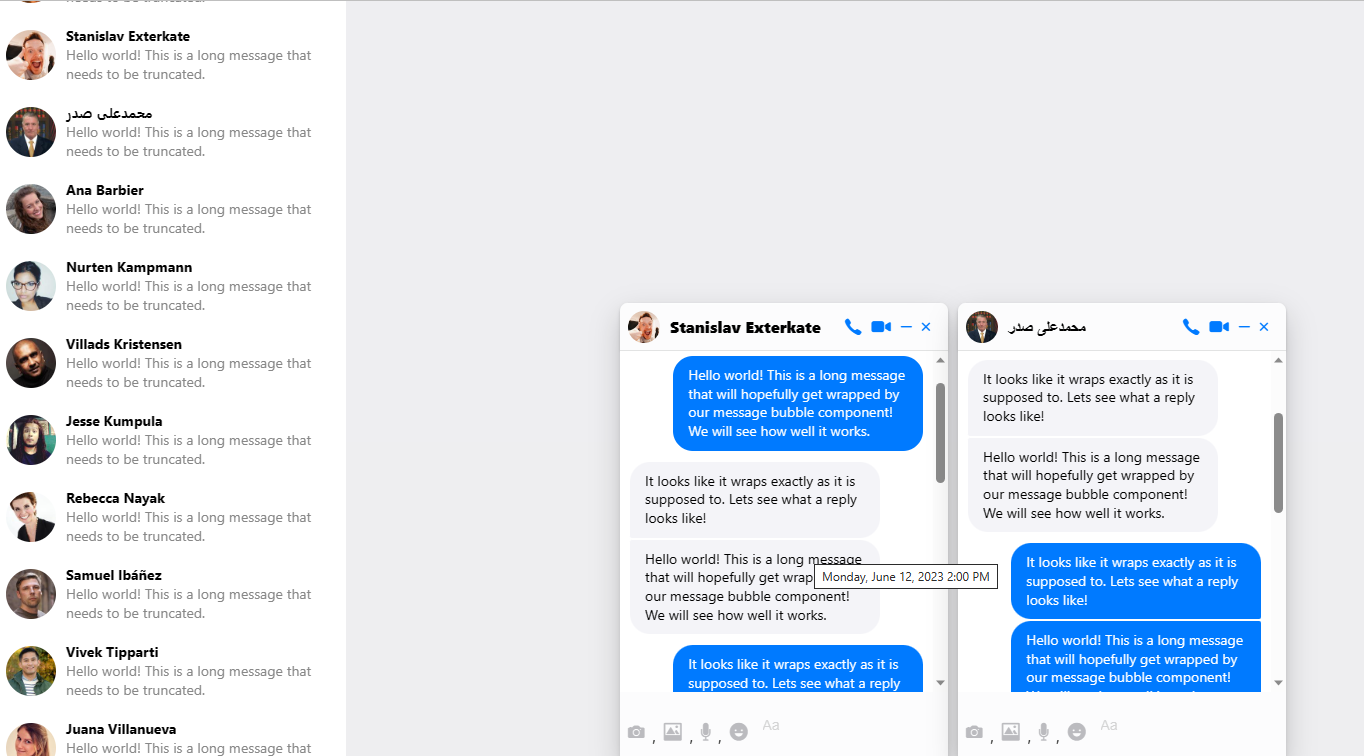 needs to be truncated.
Stanislav Exterkate
Hello world! This is a long message that
needs to be truncated.
محمدعلی صدر
Hello world! This is a long message that
needs to be truncated.
Ana Barbier
Hello world! This is a long message that
needs to be truncated.
Nurten Kampmann
Hello world! This is a long message that
needs to be truncated.
Villads Kristensen
Hello world! This is a long message that
needs to be truncated.
Jesse Kumpula
Hello world! This is a long message that
needs to be truncated.
Rebecca Nayak
Hello world! This is a long message that
needs to be truncated.
Samuel Ibáñez
Hello world! This is a long message that
needs to be truncated.
Vivek Tipparti
Hello world! This is a long message that
needs to be truncated.
Juana Villanueva
Hello world! This is a long message that
Stanislav Exterkate
Hello world! This is a long message
that will hopefully get wrapped by
our message bubble component!
We will see how well it works.
It looks like it wraps exactly as it is
supposed to. Lets see what a reply
looks like!
Hello world! This is a long message
that will hopefully get wrap
our message bubble component!
We will see how well it works.
Monday, June 12, 2023 2:00 PM
It looks like it wraps exactly as it is
supposed to. Lets see what a reply
, , , Aa
محمدعلی صدر
It looks like it wraps exactly as it is
supposed to. Lets see what a reply
looks like!
Hello world! This is a long message
that will hopefully get wrapped by
our message bubble component!
We will see how well it works.
It looks like it wraps exactly as it is
supposed to. Lets see what a reply
looks like!
Hello world! This is a long message
that will hopefully get wrapped by
our message bubble component!
, , , Aa